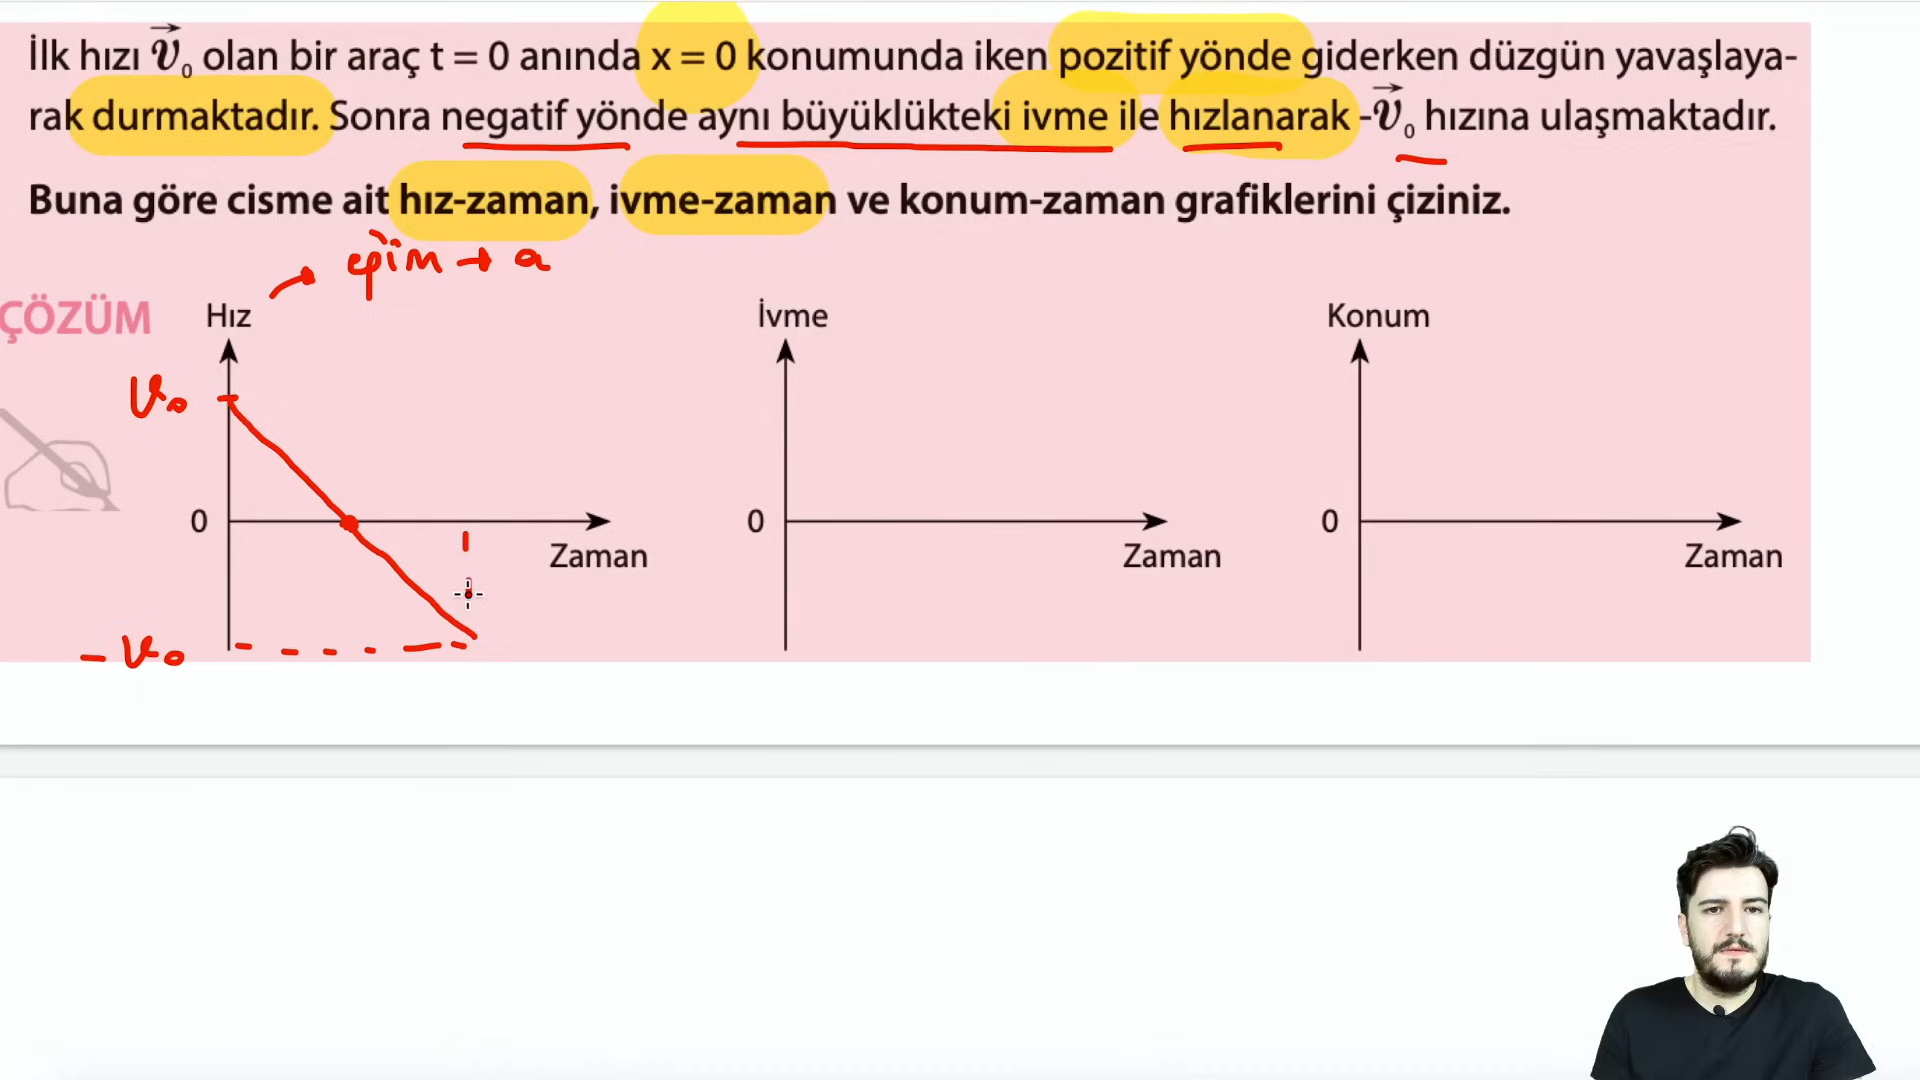 İlk hızı v₀ olan bir araç t = 0 anında x = 0 konumunda iken pozitif yönde giderken düzgün yavaşlaya-
rak durmaktadır. Sonra negatif yönde aynı büyüklükteki ivme ile hızlanarak -v₀ hızına ulaşmaktadır.
Buna göre cisme ait hız-zaman, ivme-zaman ve konum-zaman grafiklerini çiziniz.
eğim → a
ÇÖZÜM
Hız
v₀
0
Zaman
-v₀
İvme
0
Zaman
Konum
0
Zaman